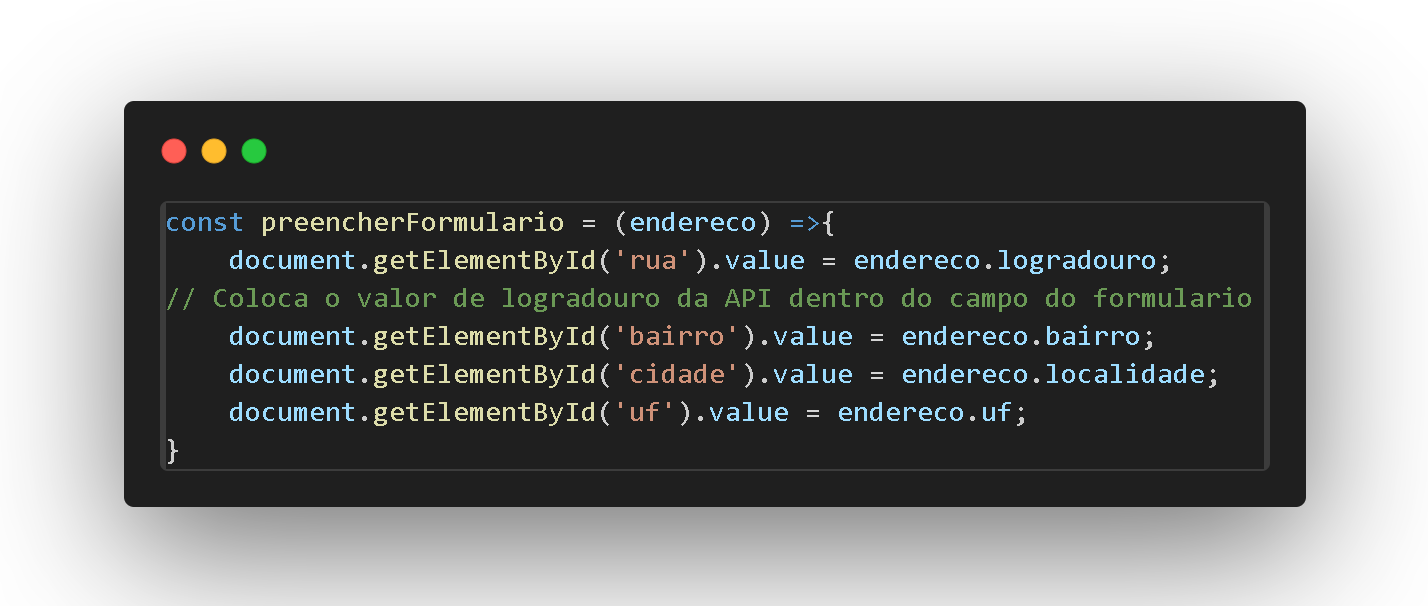 const preencherFormulario = (endereco) =>{
    document.getElementById('rua').value = endereco.logradouro;
// Coloca o valor de logradouro da API dentro do campo do formulario
    document.getElementById('bairro').value = endereco.bairro;
    document.getElementById('cidade').value = endereco.localidade;
    document.getElementById('uf').value = endereco.uf;
}